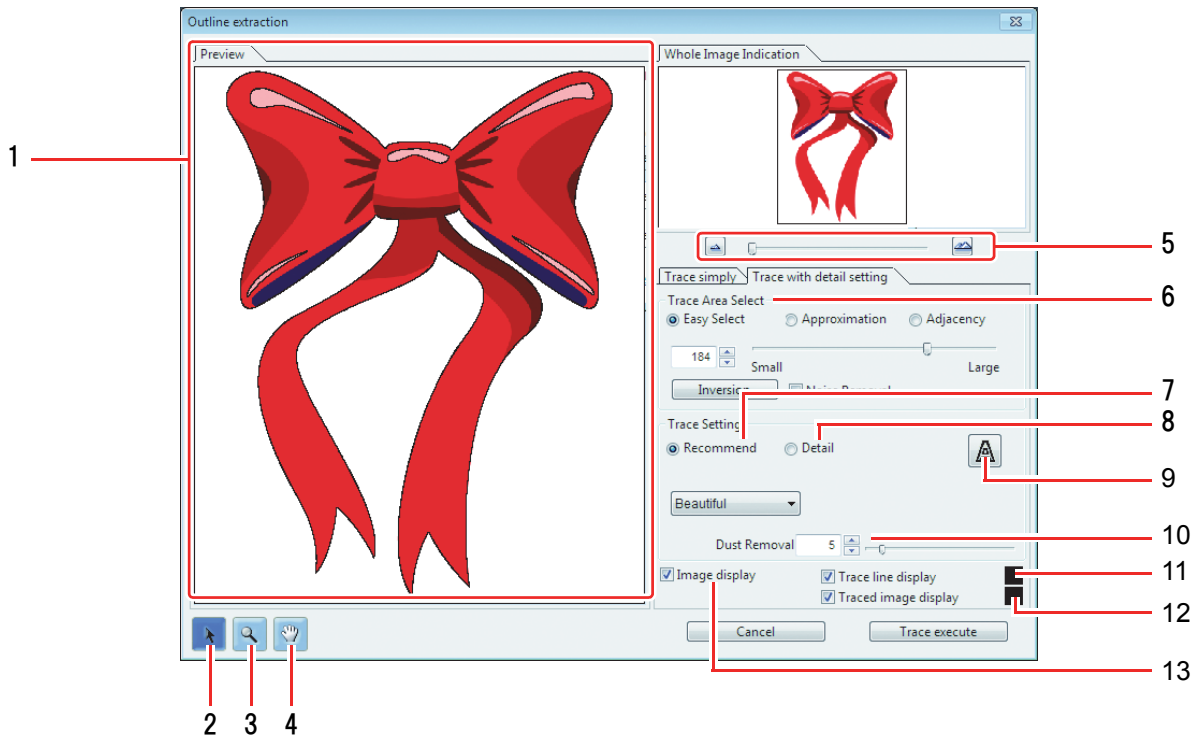 Outline extraction
Preview
Whole Image Indication
1
5
Trace simply Trace with detail setting
6
Trace Area Select
Easy Select Approximation Adjacency
184
Small Large
Inversion Noise Removal
7
Trace Setting
8
Recommend Detail
A
9
Beautiful
10
Dust Removal 5
11
Image display Trace line display
Traced image display
12
Cancel Trace execute
13
2 3 4